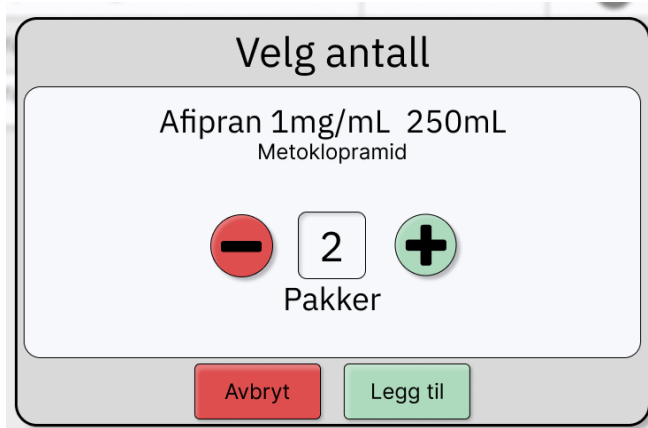 Velg antall
Afipran 1mg/mL 250mL
Metoklopramid
2
Pakker
Avbryt
Legg til